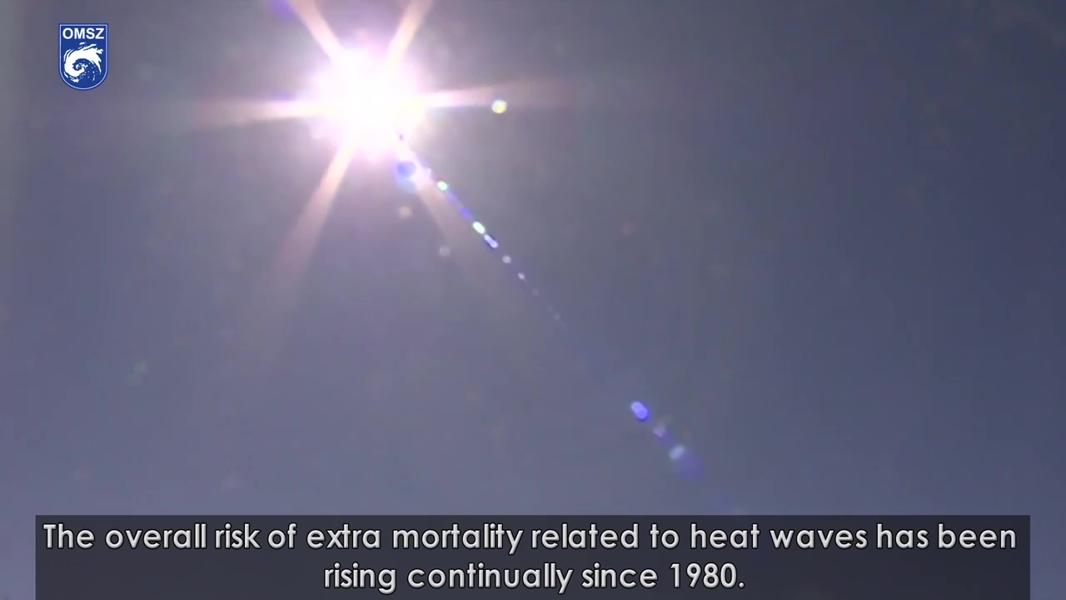 OMSZ
The overall risk of extra mortality related to heat waves has been
rising continually since 1980.